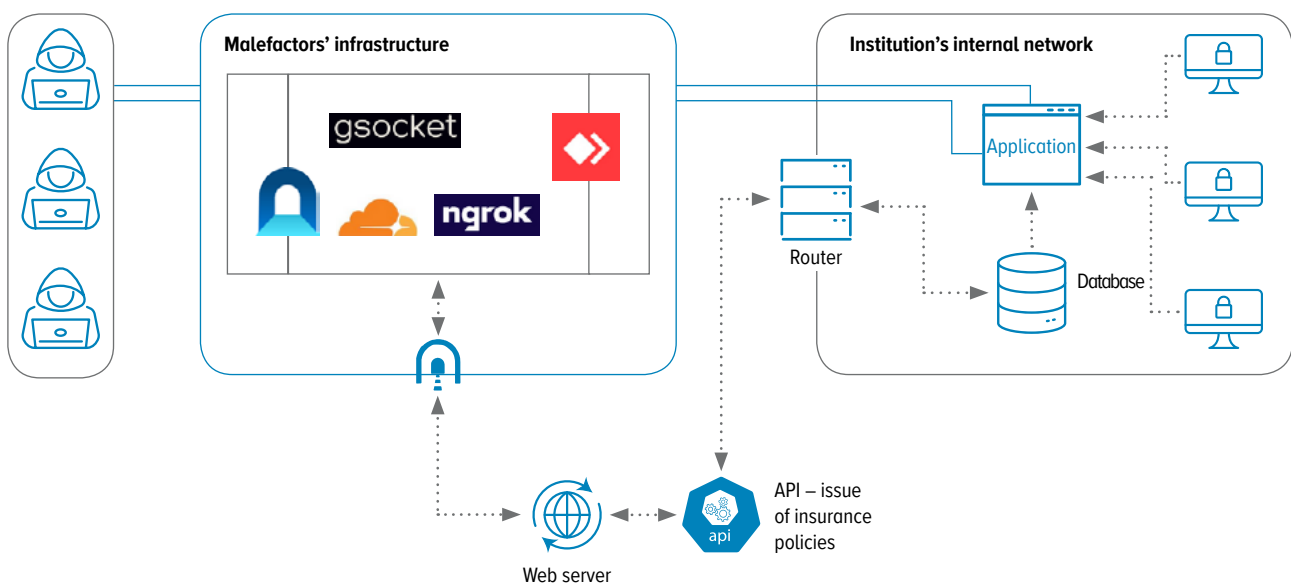 Malefactors’ infrastructure
Institution’s internal network
gsocket
ngrok
Application
Router
Database
API – issue
of insurance
policies
api
Web server